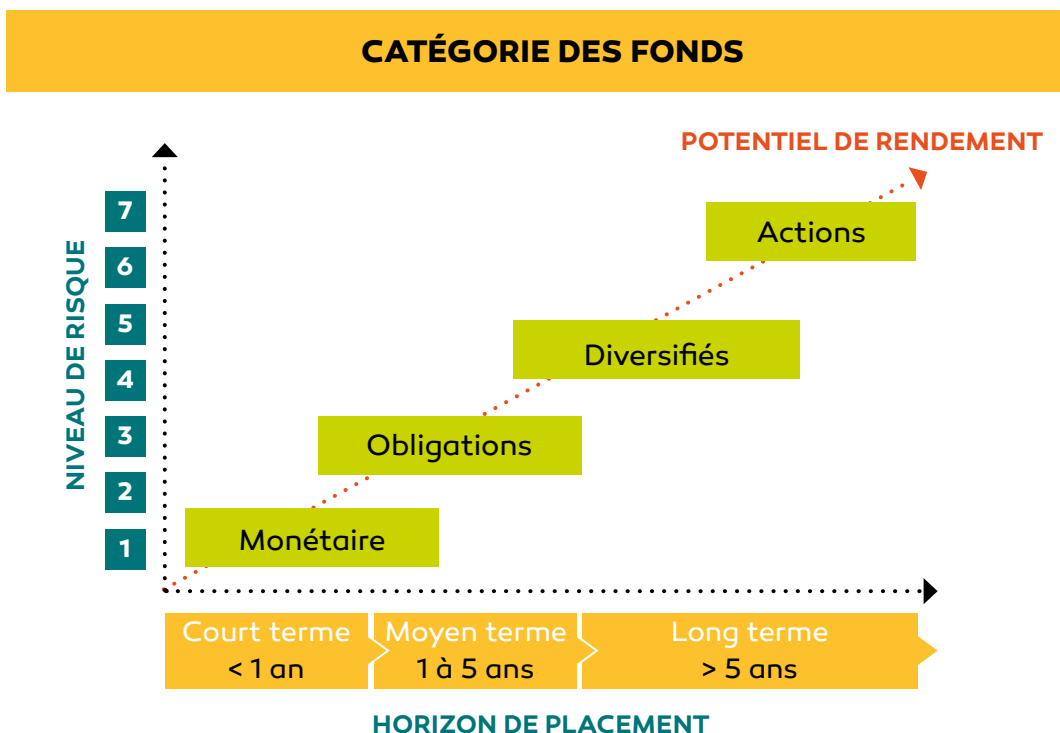 CATÉGORIE DES FONDS
POTENTIEL DE RENDEMENT
NIVEAU DE RISQUE
7
6
5
4
3
2
1
Actions
Diversifiés
Obligations
Monétaire
Court terme
< 1 an
Moyen terme
1 à 5 ans
Long terme
> 5 ans
HORIZON DE PLACEMENT